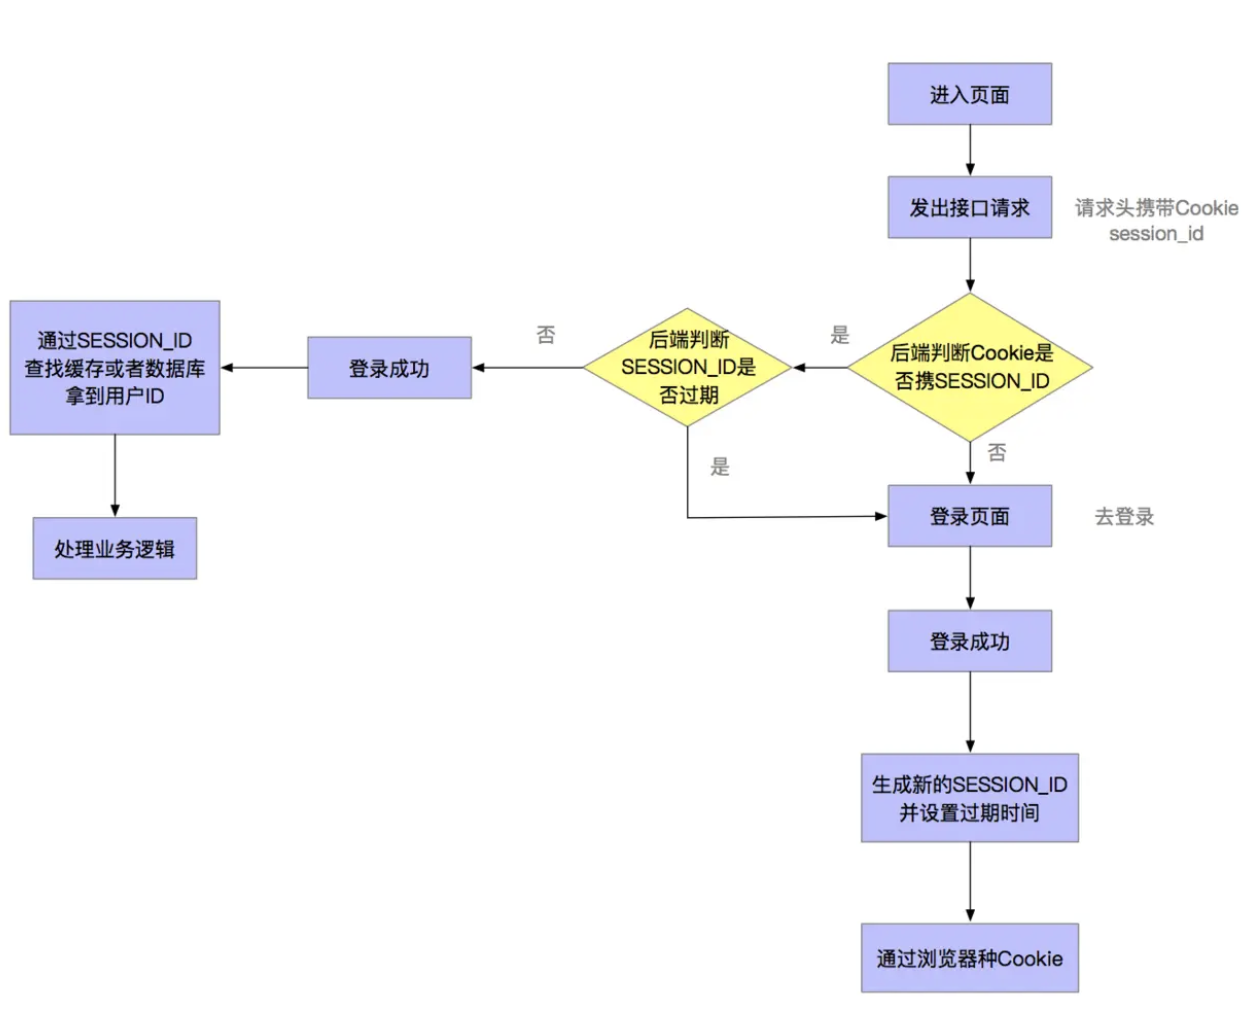 进入页面
发出接口请求
请求头携带Cookie
session_id
后端判断Cookie是
否携SESSION_ID
是
后端判断
SESSION_ID是
否过期
否
登录成功
通过SESSION_ID
查找缓存或者数据库
拿到用户ID
处理业务逻辑
是
否
登录页面
去登录
登录成功
生成新的SESSION_ID
并设置过期时间
通过浏览器种Cookie